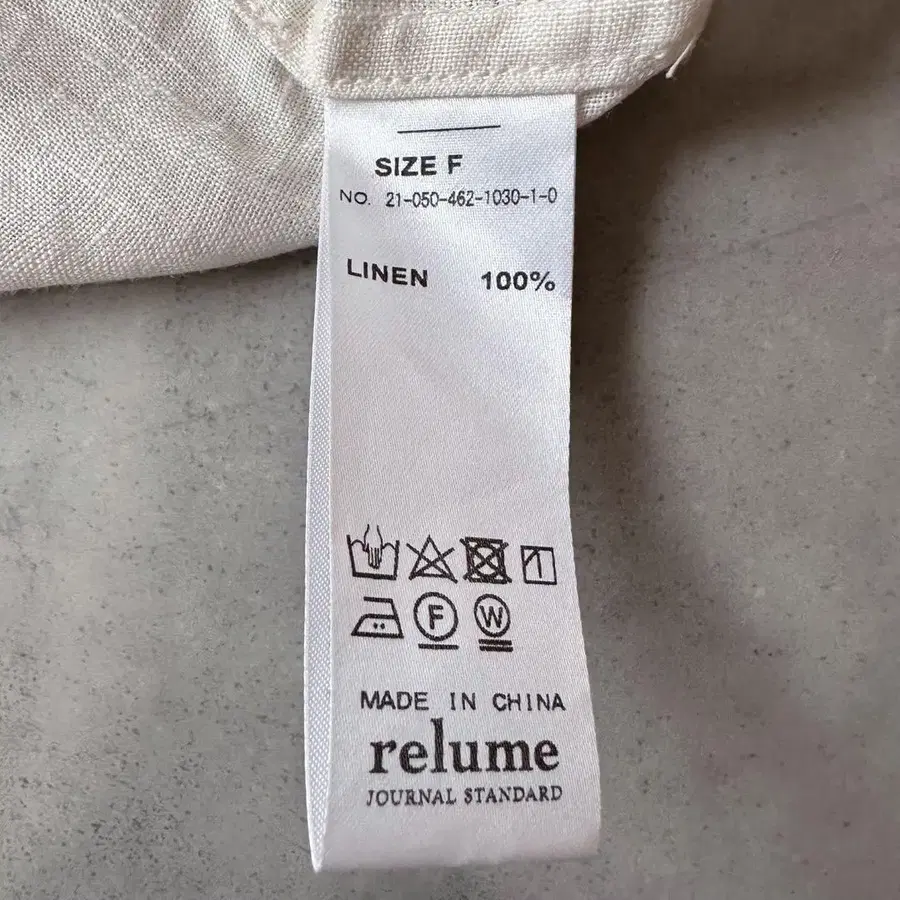 SIZE F
NO. 21-050-462-1030-1-0
LINEN 100%
F W
MADE IN CHINA
relume
JOURNAL STANDARD